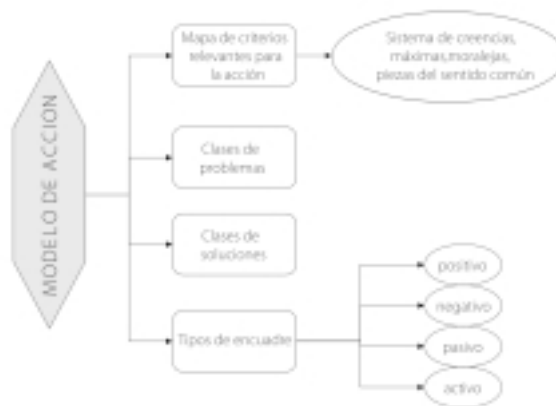 MODELO DE ACCION
Mapa de criterios
relevantes para
la acción
Sistema de creencias,
máximas,moralejas,
piezas del sentido común
Clases de
problemas
Clases de
soluciones
Tipos de encuadre
positivo
negativo
pasivo
activo